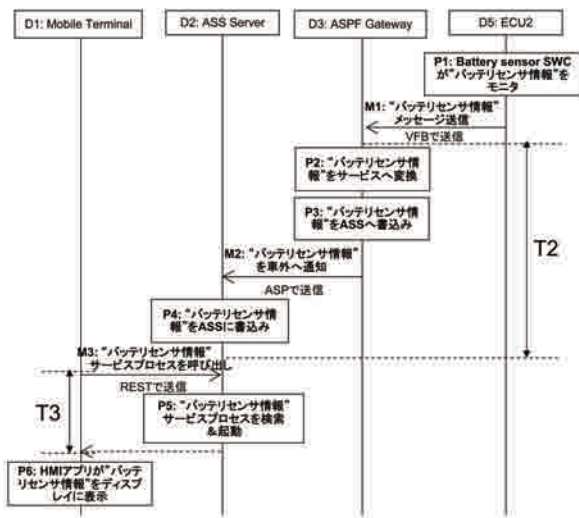 D1: Mobile Terminal
D2: ASS Server
D3: ASPF Gateway
D5: ECU2
P1: Battery sensor SWC
が"バッテリセンサ情報"を
モニタ
M1: "バッテリセンサ情報"
メッセージ送信
VFBで送信
P2: "バッテリセンサ情
報"をサービスへ変換
P3: "バッテリセンサ情
報"をASSへ書込み
T2
M2: "バッテリセンサ情報"
を車外へ通知
ASPで送信
P4: "バッテリセンサ情
報"をASSに書込み
M3: "バッテリセンサ情報"
サービスプロセスを呼び出し
RESTで送信
T3
P5: "バッテリセンサ情報"
サービスプロセスを検索
&起動
P6: HMIアプリが"バッテ
リセンサ情報"をディスプ
レイに表示